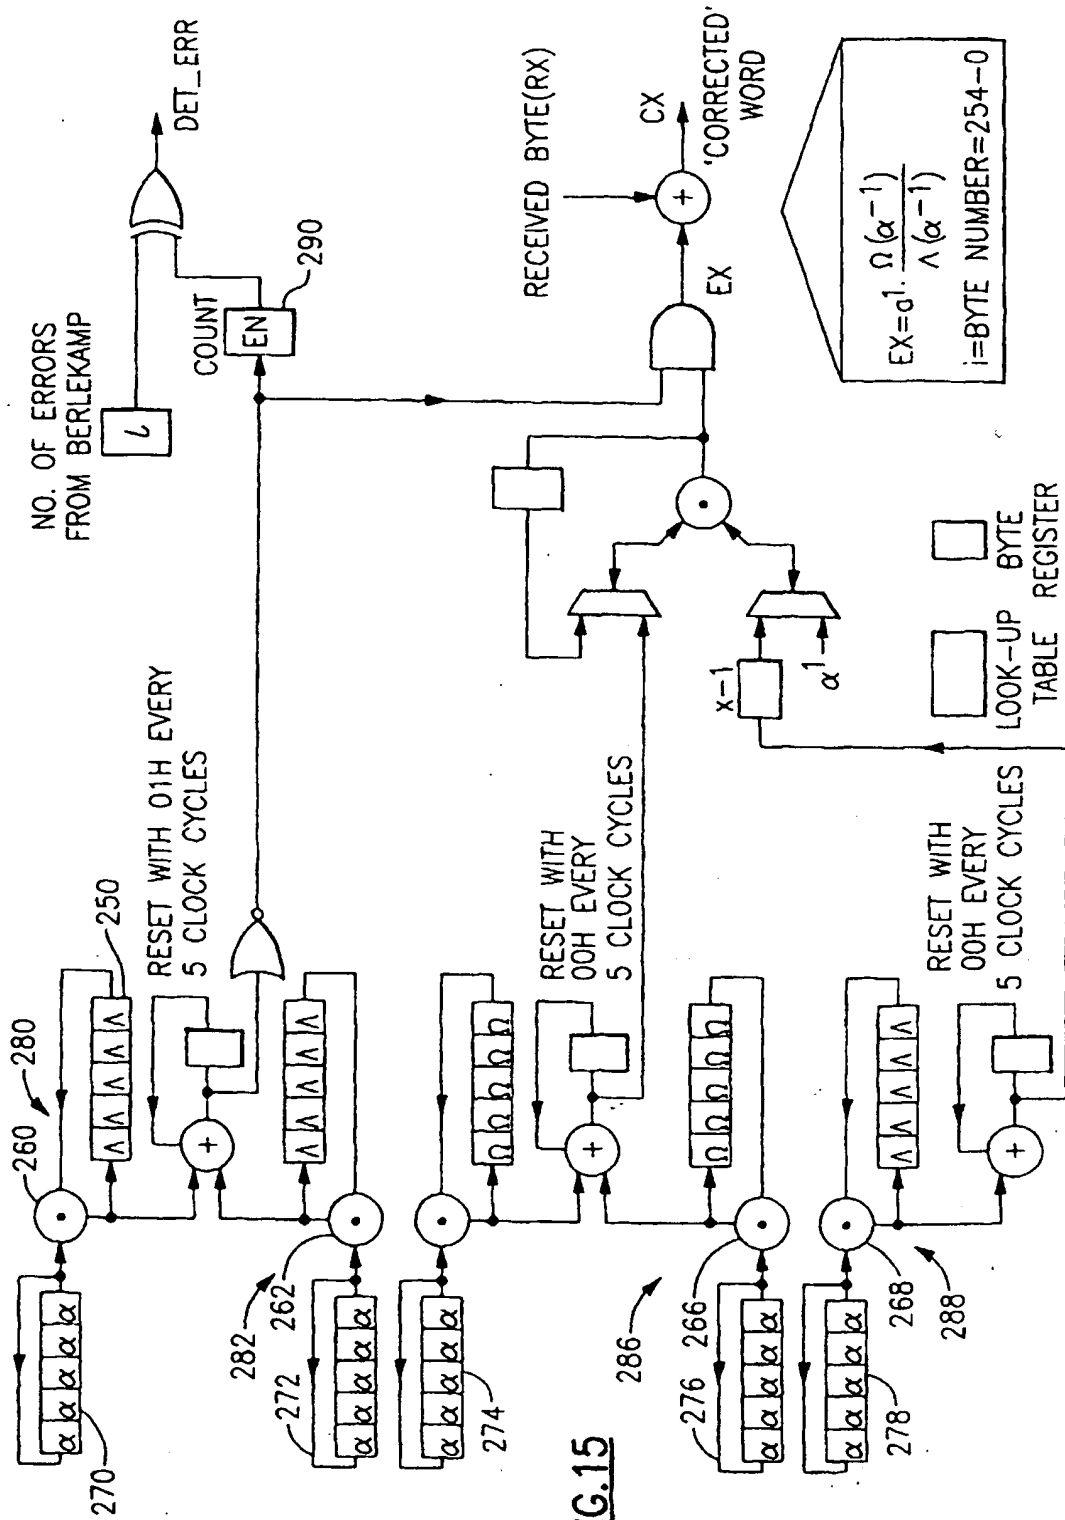 NO. OF ERRORS
FROM BERLEKAMP
l
DET_ERR
COUNT
EN
290
RECEIVED BYTE(RX)
EX
CX
'CORRECTED'
WORD
EX=a¹· Ω(α⁻¹)
Λ(α⁻¹)
i=BYTE NUMBER=254-0
260
280
250
Λ Λ Λ Λ Λ
RESET WITH 01H EVERY
5 CLOCK CYCLES
+
Λ Λ Λ Λ Λ
α α α α α
270
282
262
272
α α α α α
Ω Ω Ω Ω Ω
RESET WITH
00H EVERY
5 CLOCK CYCLES
+
α α α α α
274
Ω Ω Ω Ω Ω
286
266
276
α α α α α
Λ Λ Λ Λ Λ
268
288
α α α α α
278
RESET WITH
00H EVERY
5 CLOCK CYCLES
+
x-1
α¹
LOOK-UP
TABLE
BYTE
REGISTER
+
G.15